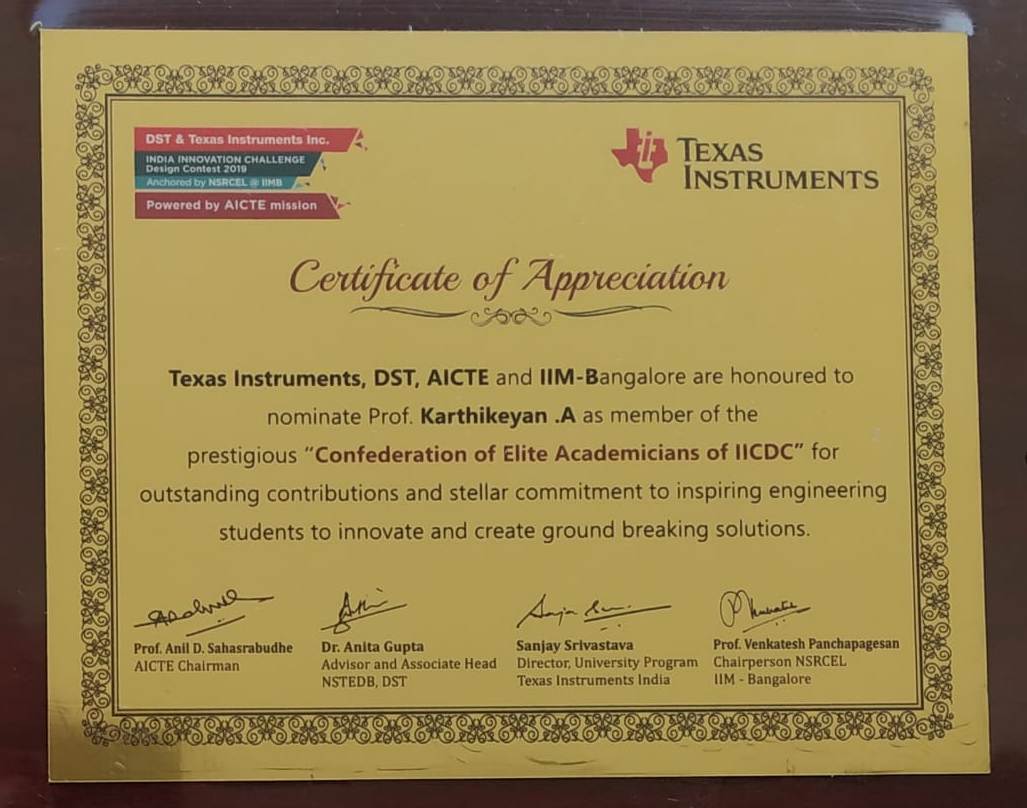 DST & Texas Instruments Inc.
INDIA INNOVATION CHALLENGE
Design Contest 2019
Anchored by NSRCEL @ IIMB
Powered by AICTE mission
TEXAS
INSTRUMENTS
Certificate of Appreciation
Texas Instruments, DST, AICTE and IIM-Bangalore are honoured to
nominate Prof. Karthikeyan .A as member of the
prestigious “Confederation of Elite Academicians of IICDC” for
outstanding contributions and stellar commitment to inspiring engineering
students to innovate and create ground breaking solutions.
Prof. Anil D. Sahasrabudhe
AICTE Chairman
Dr. Anita Gupta
Advisor and Associate Head
NSTEDB, DST
Sanjay Srivastava
Director, University Program
Texas Instruments India
Prof. Venkatesh Panchapagesan
Chairperson NSRCEL
IIM - Bangalore